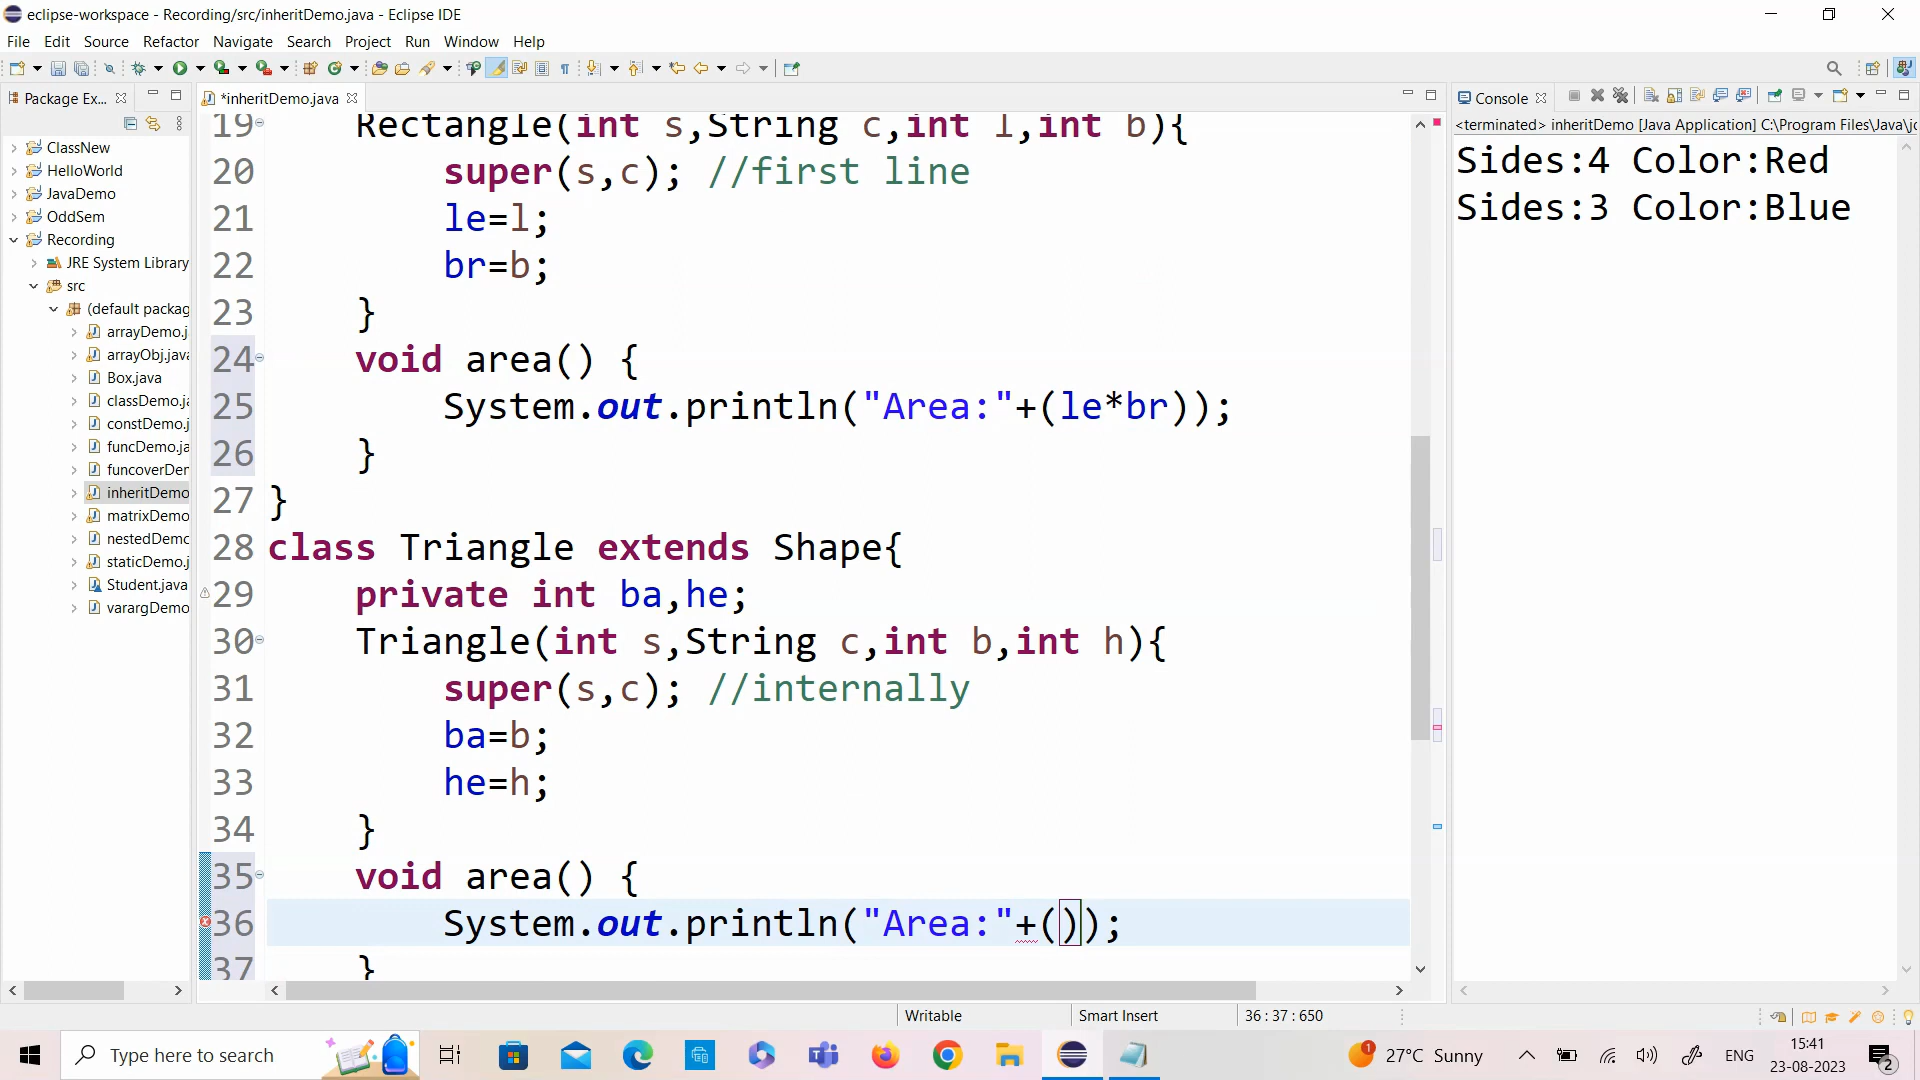 eclipse-workspace - Recording/src/inheritDemo.java - Eclipse IDE
File Edit Source Refactor Navigate Search Project Run Window Help
Package Ex...
*inheritDemo.java
Console
<terminated> inheritDemo [Java Application] C:\Program Files\Java\jd
ClassNew
HelloWorld
JavaDemo
OddSem
Recording
JRE System Library
src
(default packag
arrayDemo.j
arrayObj.java
Box.java
classDemo.ja
constDemo.j
funcDemo.ja
funcoverDer
inheritDemo
matrixDemo
nestedDemo
staticDemo.j
Student.java
varargDemo
19 Rectangle(int s,String c,int l,int b){
20 super(s,c); //first line
21 le=l;
22 br=b;
23 }
24 void area() {
25 System.out.println("Area:"+(le*br));
26 }
27 }
28 class Triangle extends Shape{
29 private int ba,he;
30 Triangle(int s,String c,int b,int h){
31 super(s,c); //internally
32 ba=b;
33 he=h;
34 }
35 void area() {
36 System.out.println("Area:"+());
37 }
Sides:4 Color:Red
Sides:3 Color:Blue
Writable Smart Insert 36 : 37 : 650
Type here to search
1 27°C Sunny
ENG
15:41
23-08-2023
2